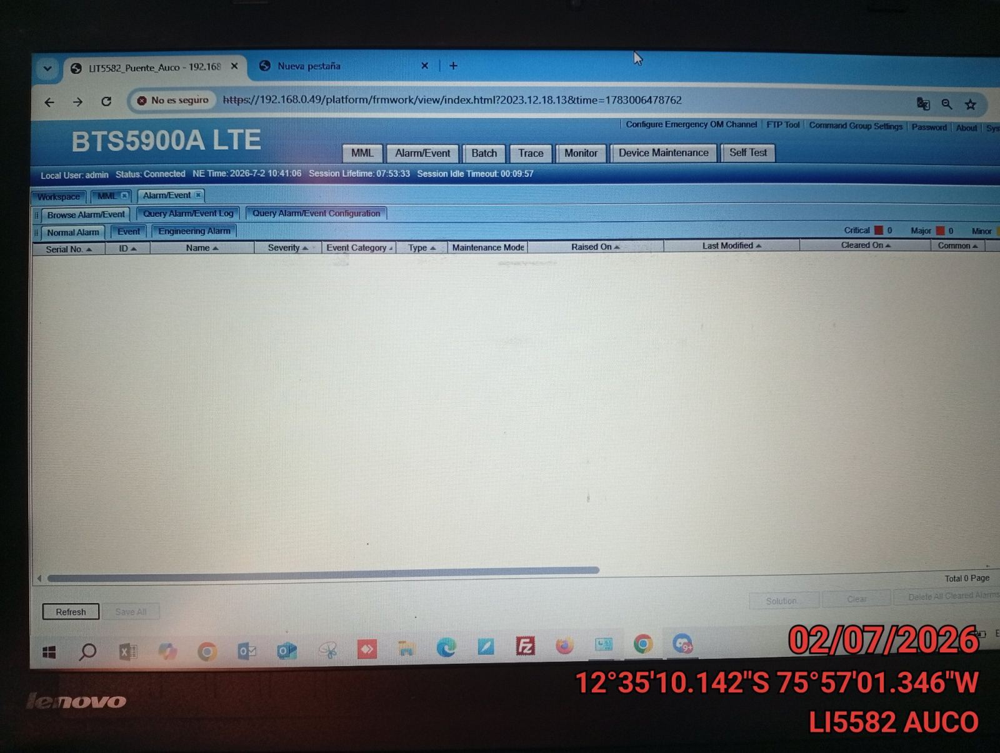 LIT5582_Puente_Auco - 192.168
Nueva pestaña
No es seguro https://192.168.0.49/platform/frmwork/view/index.html?2023.12.18.13&time=1783006478762
Configure Emergency OM Channel FTP Tool Command Group Settings Password About Sys
BTS5900A LTE
MML Alarm/Event Batch Trace Monitor Device Maintenance Self Test
Local User: admin Status: Connected NE Time: 2026-7-2 10:41:06 Session Lifetime: 07:53:33 Session Idle Timeout: 00:09:57
Workspace MML Alarm/Event
Browse Alarm/Event Query Alarm/Event Log Query Alarm/Event Configuration
Normal Alarm Event Engineering Alarm Critical 0 Major 0 Minor
Serial No. ID Name Severity Event Category Type Maintenance Mode Raised On Last Modified Cleared On Common
Total 0 Page
Refresh Save All Solution... Clear Delete All Cleared Alarms
9+
02/07/2026
12°35'10.142"S 75°57'01.346"W
LI5582 AUCO
lenovo